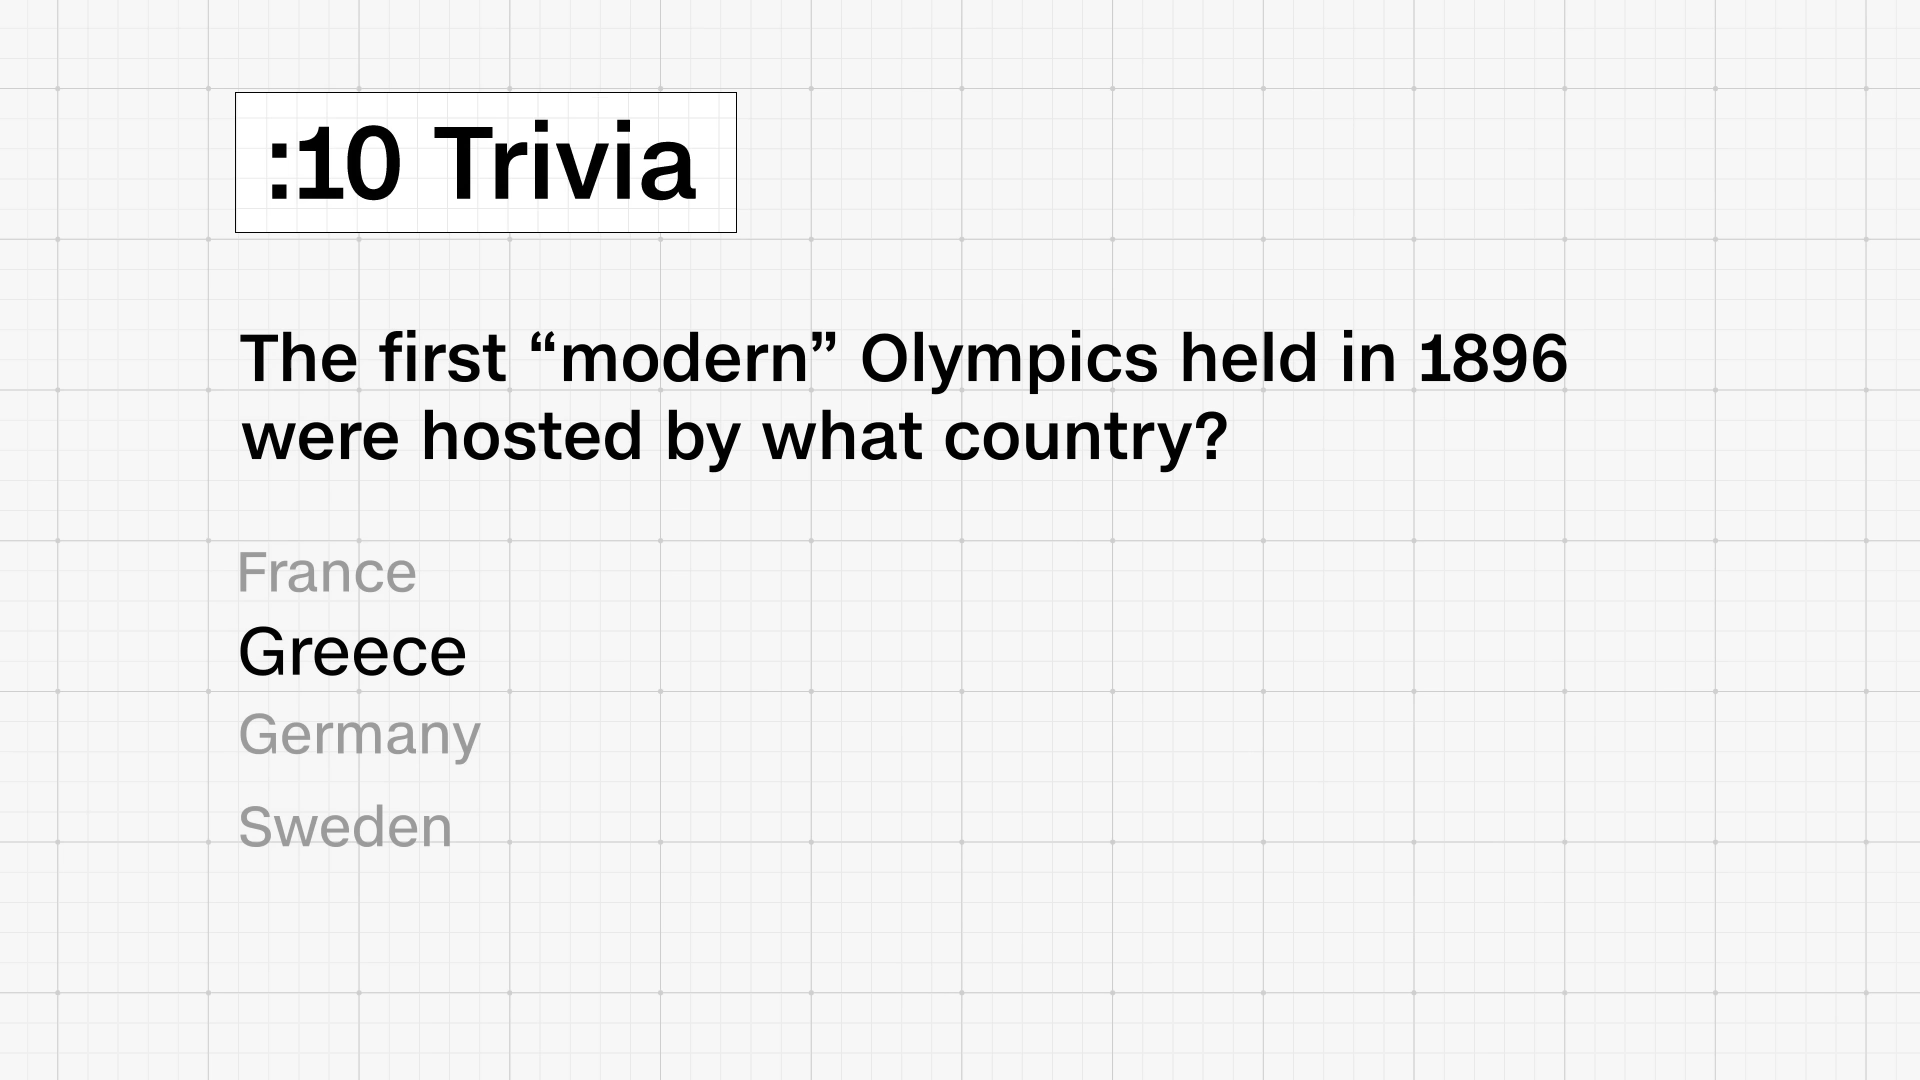 :10 Trivia
The first “modern” Olympics held in 1896
were hosted by what country?
France
Greece
Germany
Sweden